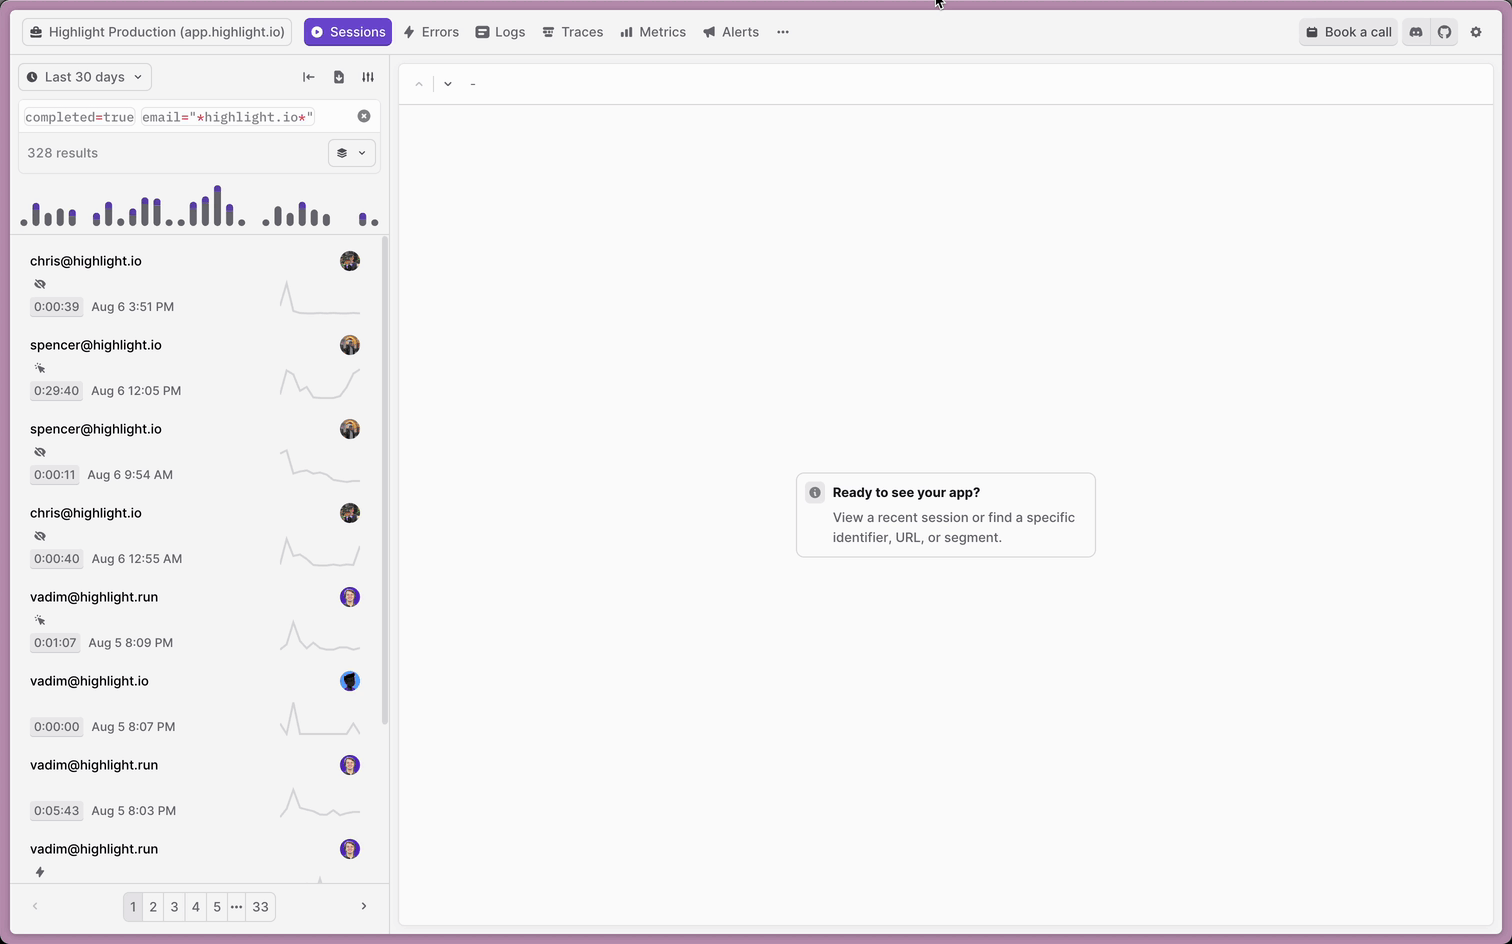 Highlight Production (app.highlight.io)
Sessions
Errors
Logs
Traces
Metrics
Alerts
Book a call
Last 30 days
completed=true email="*highlight.io*"
328 results
chris@highlight.io
0:00:39 Aug 6 3:51 PM
spencer@highlight.io
0:29:40 Aug 6 12:05 PM
spencer@highlight.io
0:00:11 Aug 6 9:54 AM
chris@highlight.io
0:00:40 Aug 6 12:55 AM
vadim@highlight.run
0:01:07 Aug 5 8:09 PM
vadim@highlight.io
0:00:00 Aug 5 8:07 PM
vadim@highlight.run
0:05:43 Aug 5 8:03 PM
vadim@highlight.run
1 2 3 4 5 ••• 33
-
Ready to see your app?
View a recent session or find a specific
identifier, URL, or segment.